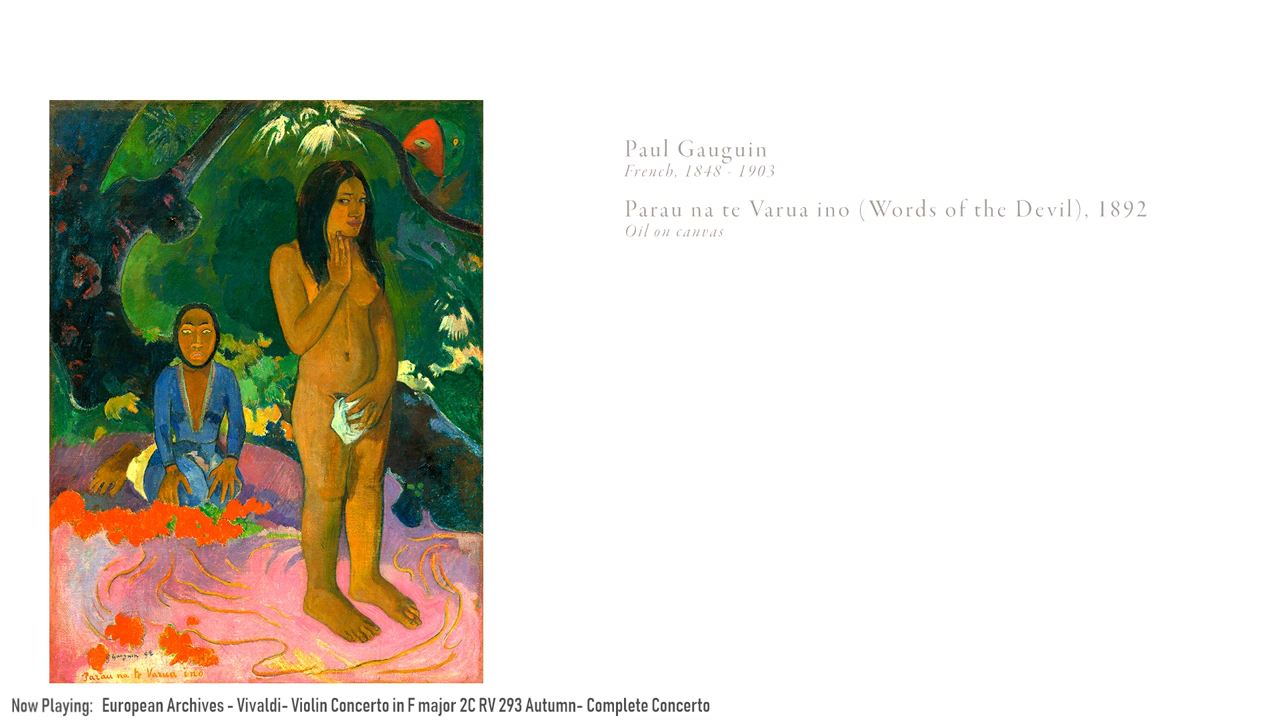 Paul Gauguin
French, 1848 - 1903
Parau na te Varua ino (Words of the Devil), 1892
Oil on canvas
Gauguin 92
Parau na te Varua ino
Now Playing: European Archives - Vivaldi- Violin Concerto in F major 2C RV 293 Autumn- Complete Concerto